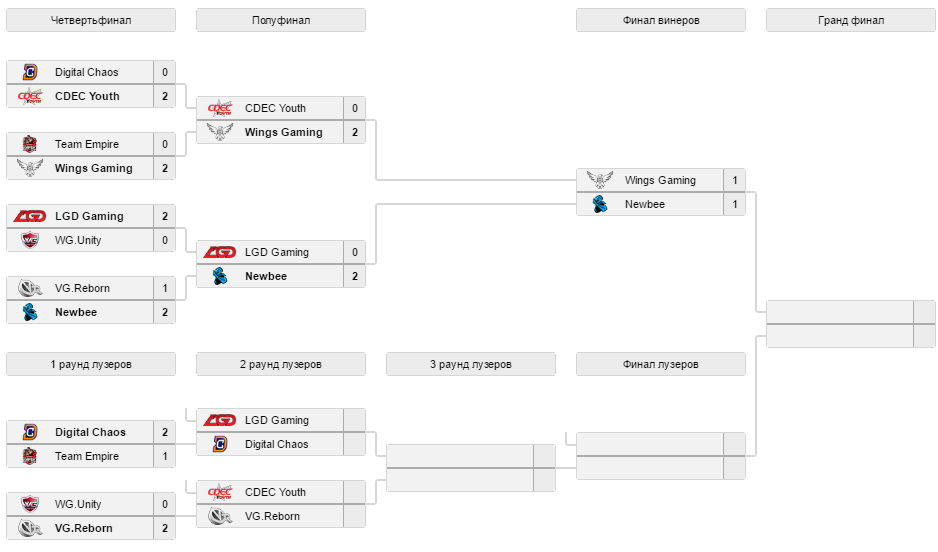 Четвертьфинал
Полуфинал
Финал винеров
Гранд финал
Digital Chaos 0
CDEC Youth 2
Team Empire 0
Wings Gaming 2
LGD Gaming 2
WG.Unity 0
VG.Reborn 1
Newbee 2
CDEC Youth 0
Wings Gaming 2
LGD Gaming 0
Newbee 2
Wings Gaming 1
Newbee 1
1 раунд лузеров
2 раунд лузеров
3 раунд лузеров
Финал лузеров
Digital Chaos 2
Team Empire 1
WG.Unity 0
VG.Reborn 2
LGD Gaming
Digital Chaos
CDEC Youth
VG.Reborn